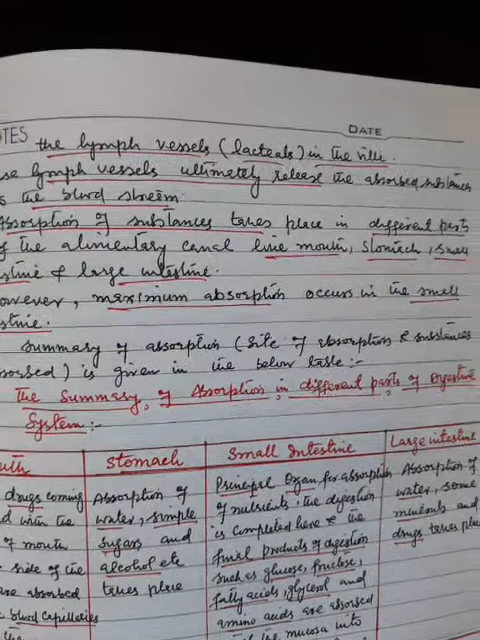 OTES
DATE
the lymph vessels (lacteals) in the villi.
se lymph vessels ultimately release the absorbed substances
the blood streem
Absorption of substances takes place in different parts
of the alimentary canal like mouth, stomach, small
stine & large intestine.
owever, maximum absorption occurs in the small
stine.
summary of absorption (site of absorption & substances
sorbed) is given in the below table:-
The Summary of Absorption in different parts of Digestive
System:-
uth
drugs coming
d with the
of mouth
side of the
are absorbed
blood capillaries
the
Stomach
Absorption of
water, simple
sugars and
alcohol etc
takes place
Small Intestine
Principal Organ for absorption
of nutrients. the digestion
is completed here & the
final products of digestion
such as glucose, fructose,
fatty acids, glycerol and
amino acids are absorbed
the mucosa into
Large intestine
Absorption of
water, some
minerals and
drugs takes plac